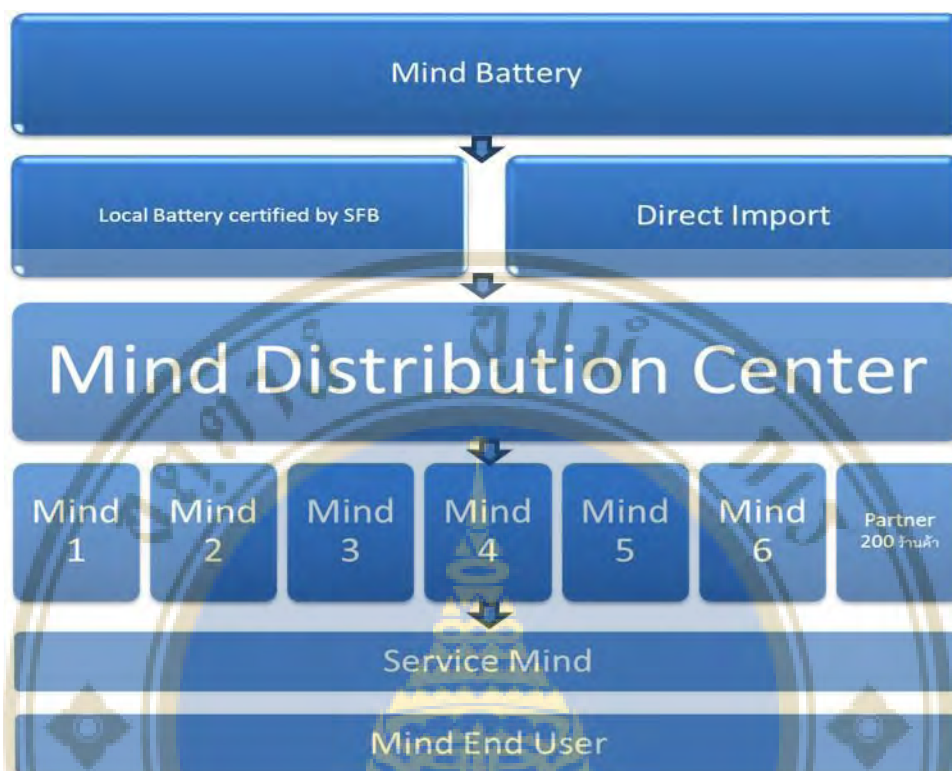 Mind Battery
Local Battery certified by SFB
Direct Import
Mind Distribution Center
Mind
1
Mind
2
Mind
3
Mind
4
Mind
5
Mind
6
Partner
200 ร้านค้า
Service Mind
Mind End User